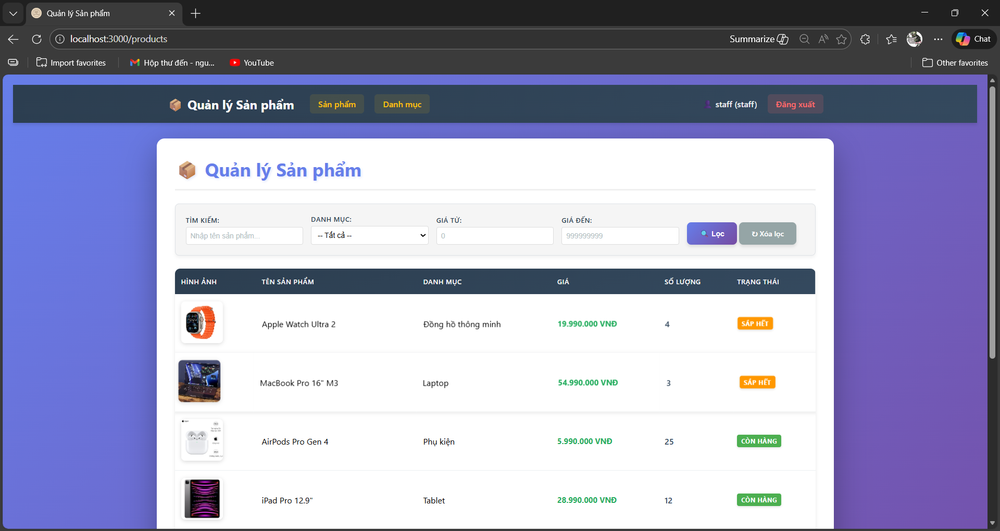 Quản lý Sản phẩm
localhost:3000/products
Summarize
Chat
Import favorites
Hộp thư đến - ngu...
YouTube
Other favorites
Quản lý Sản phẩm
Sản phẩm
Danh mục
staff (staff)
Đăng xuất
Quản lý Sản phẩm
TÌM KIẾM:
DANH MỤC:
GIÁ TỪ:
GIÁ ĐẾN:
Nhập tên sản phẩm...
-- Tất cả --
0
999999999
Lọc
↻ Xóa lọc
HÌNH ẢNH TÊN SẢN PHẨM DANH MỤC GIÁ SỐ LƯỢNG TRẠNG THÁI
Apple Watch Ultra 2 Đồng hồ thông minh 19.990.000 VNĐ 4 SẮP HẾT
MacBook Pro 16" M3 Laptop 54.990.000 VNĐ 3 SẮP HẾT
AirPods Pro Gen 4 Phụ kiện 5.990.000 VNĐ 25 CÒN HÀNG
iPad Pro 12.9" Tablet 28.990.000 VNĐ 12 CÒN HÀNG